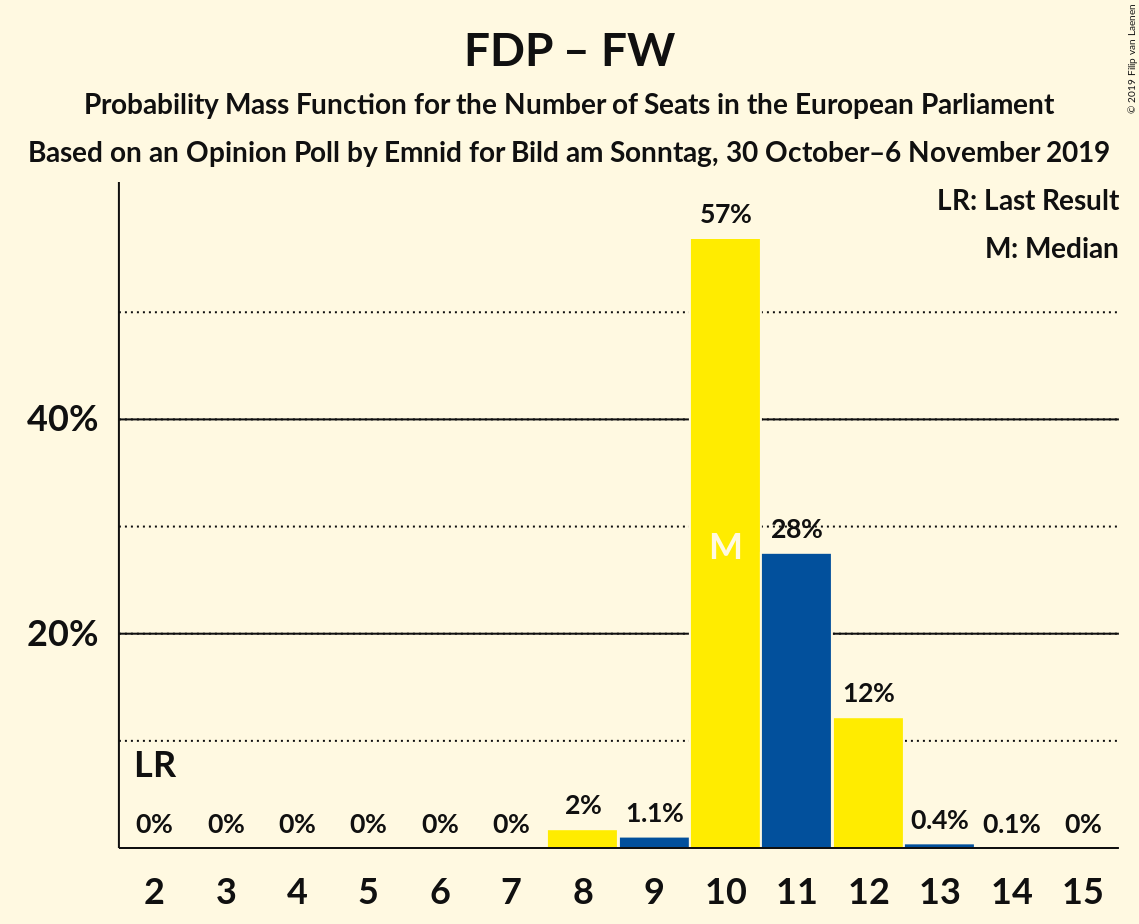 FDP – FW
Probability Mass Function for the Number of Seats in the European Parliament
Based on an Opinion Poll by Emnid for Bild am Sonntag, 30 October–6 November 2019
© 2019 Filip van Laenen
LR: Last Result
M: Median
57%
40%
28%
M
20%
12%
LR
0% 0% 0% 0% 0% 0% 2% 1.1% 0.4% 0.1% 0%
2 3 4 5 6 7 8 9 10 11 12 13 14 15